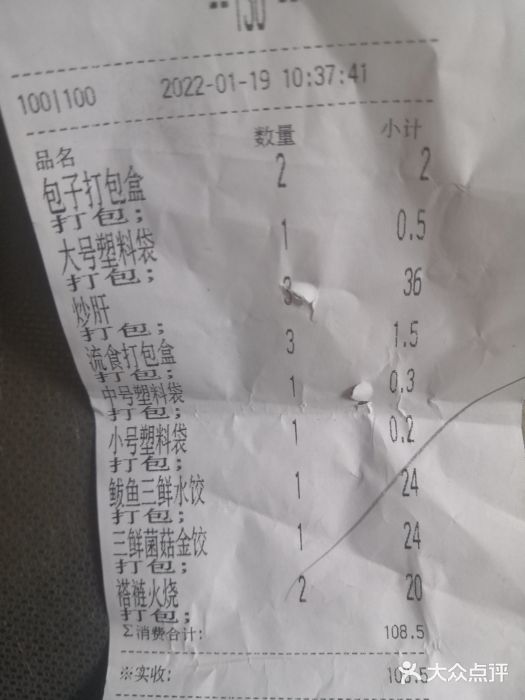 **130**
100|100 2022-01-19 10:37:41
品名 数量 小计
包子打包盒 2 2
打包;
大号塑料袋 1 0.5
打包;
炒肝 3 36
打包;
流食打包盒 3 1.5
打包;
中号塑料袋 1 0.3
打包;
小号塑料袋 1 0.2
打包;
鲅鱼三鲜水饺 1 24
打包;
三鲜菌菇金饺 1 24
打包;
褡裢火烧 2 20
打包;
Σ消费合计: 108.5
※实收: 108.5
大众点评